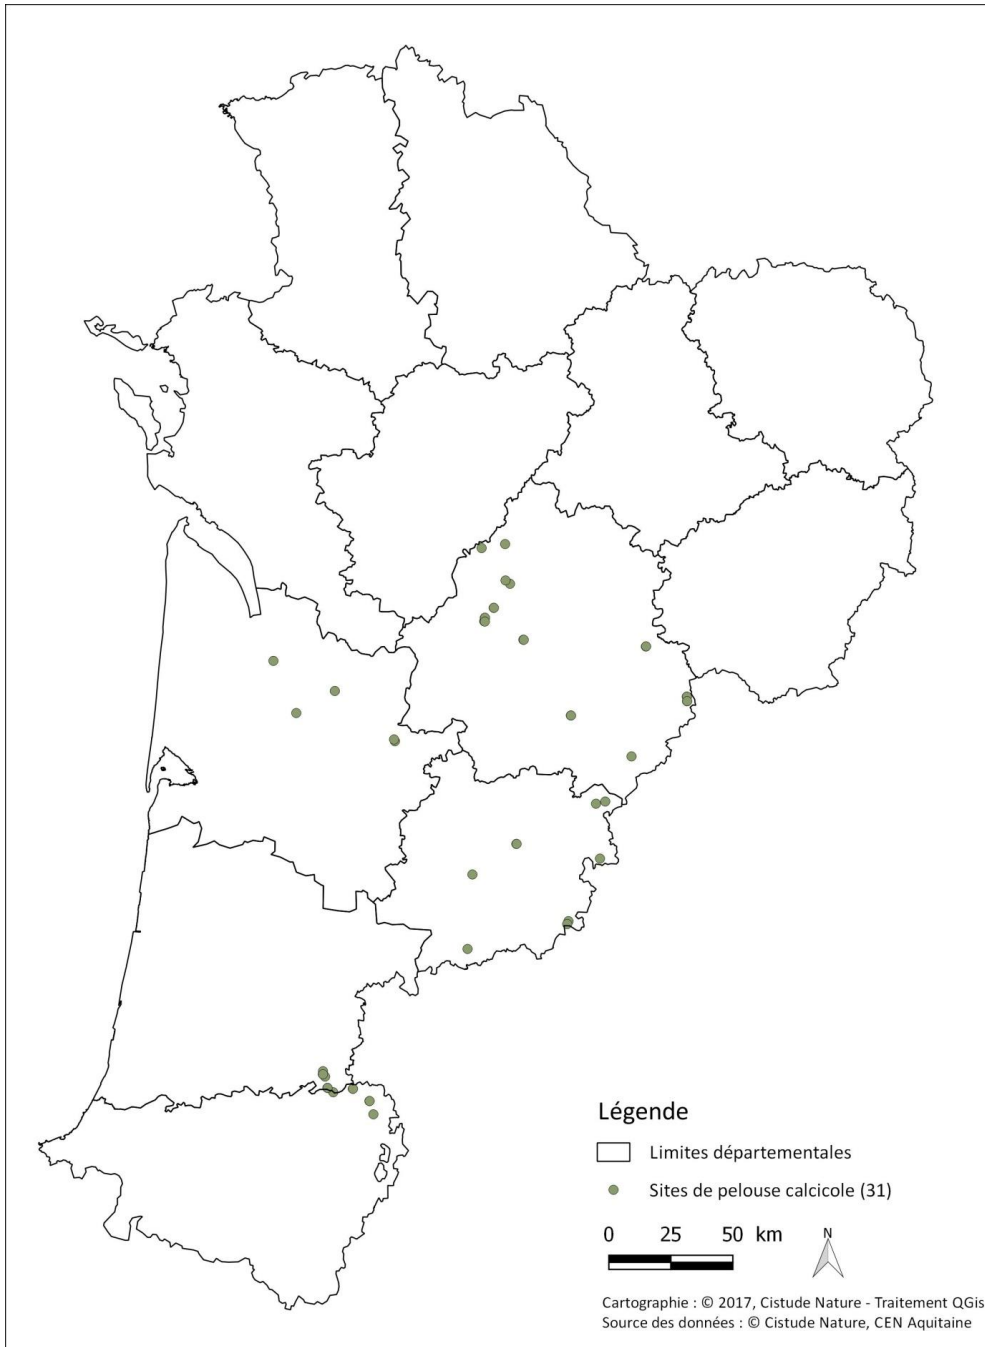 Légende
Limites départementales
Sites de pelouse calcicole (31)
0 25 50 km
N
Cartographie : © 2017, Cistude Nature - Traitement QGis
Source des données : © Cistude Nature, CEN Aquitaine